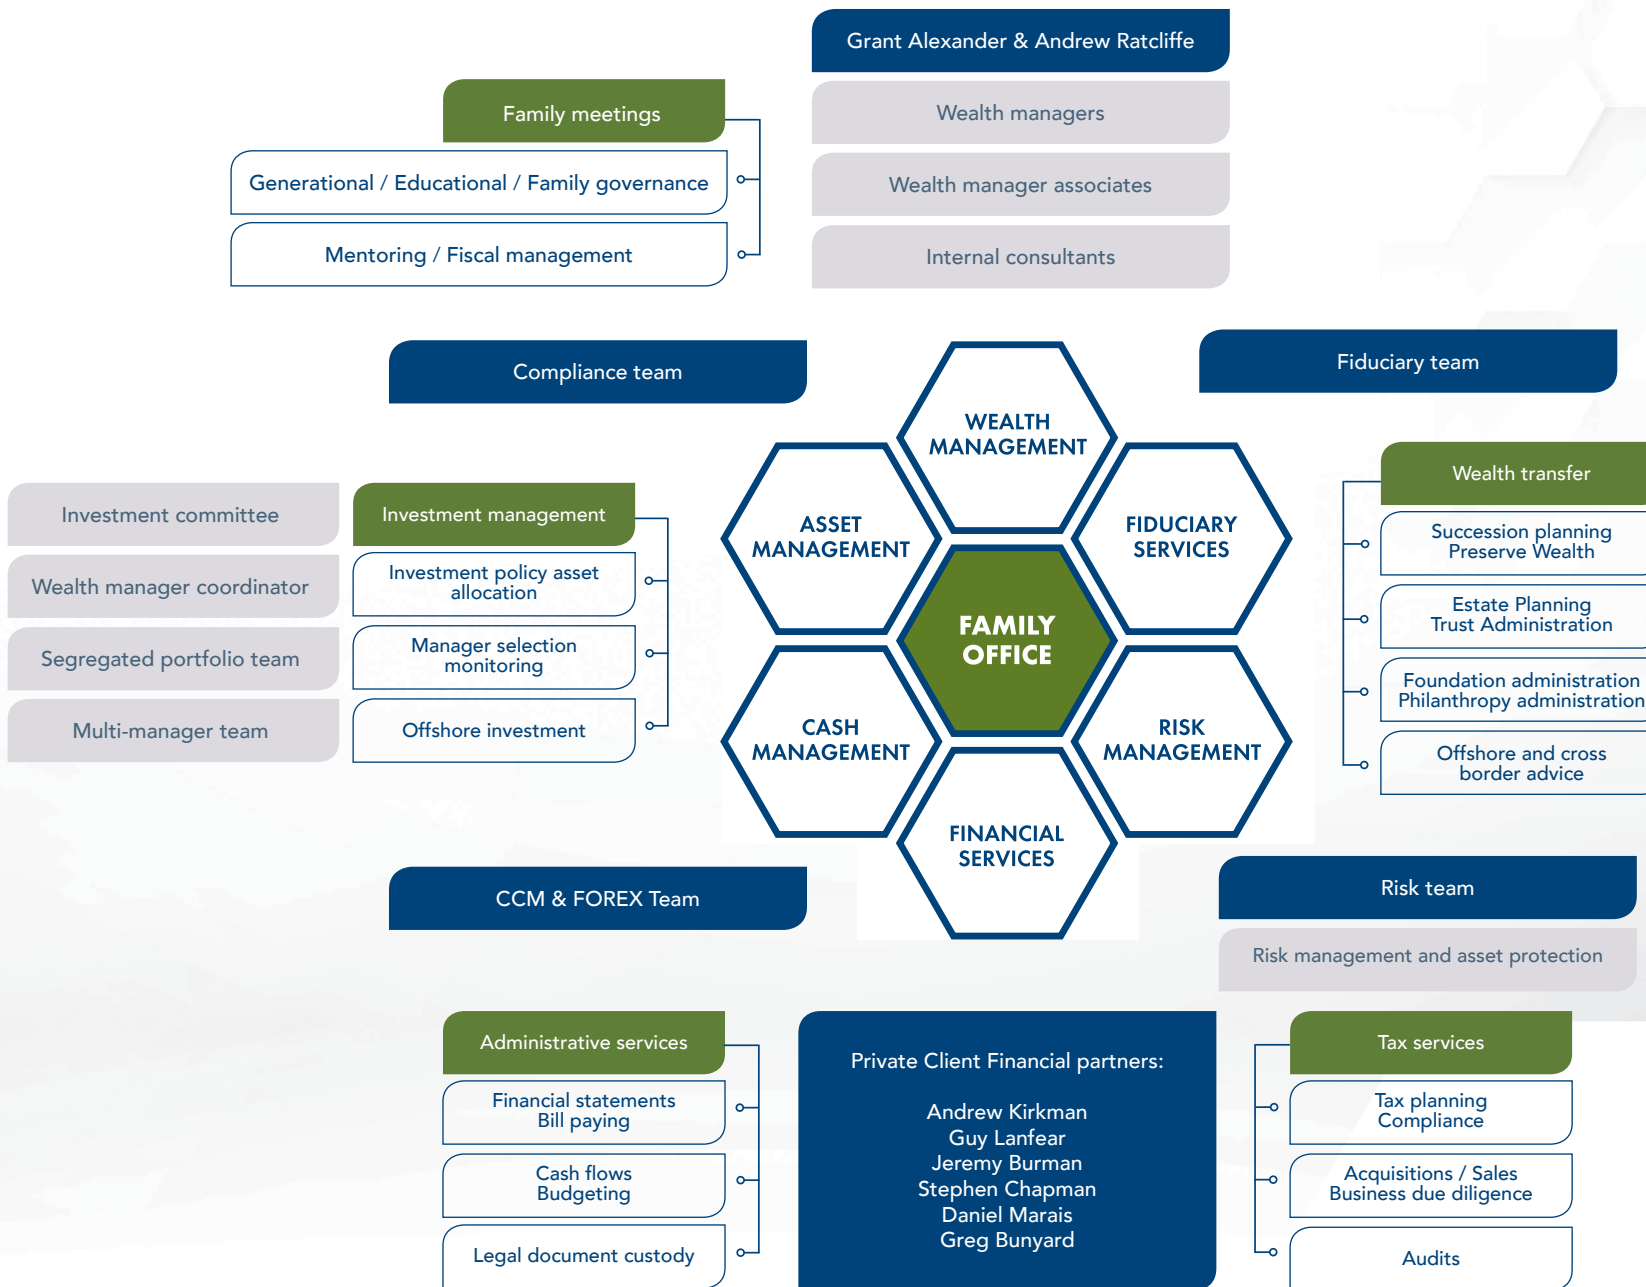 Grant Alexander & Andrew Ratcliffe
Wealth managers
Wealth manager associates
Internal consultants
Family meetings
Generational / Educational / Family governance
Mentoring / Fiscal management
Compliance team
Fiduciary team
WEALTH
MANAGEMENT
ASSET
MANAGEMENT
FIDUCIARY
SERVICES
FAMILY
OFFICE
CASH
MANAGEMENT
RISK
MANAGEMENT
FINANCIAL
SERVICES
Investment committee
Wealth manager coordinator
Segregated portfolio team
Multi-manager team
Investment management
Investment policy asset
allocation
Manager selection
monitoring
Offshore investment
Wealth transfer
Succession planning
Preserve Wealth
Estate Planning
Trust Administration
Foundation administration
Philanthropy administration
Offshore and cross
border advice
CCM & FOREX Team
Risk team
Risk management and asset protection
Administrative services
Financial statements
Bill paying
Cash flows
Budgeting
Legal document custody
Private Client Financial partners:
Andrew Kirkman
Guy Lanfear
Jeremy Burman
Stephen Chapman
Daniel Marais
Greg Bunyard
Tax services
Tax planning
Compliance
Acquisitions / Sales
Business due diligence
Audits